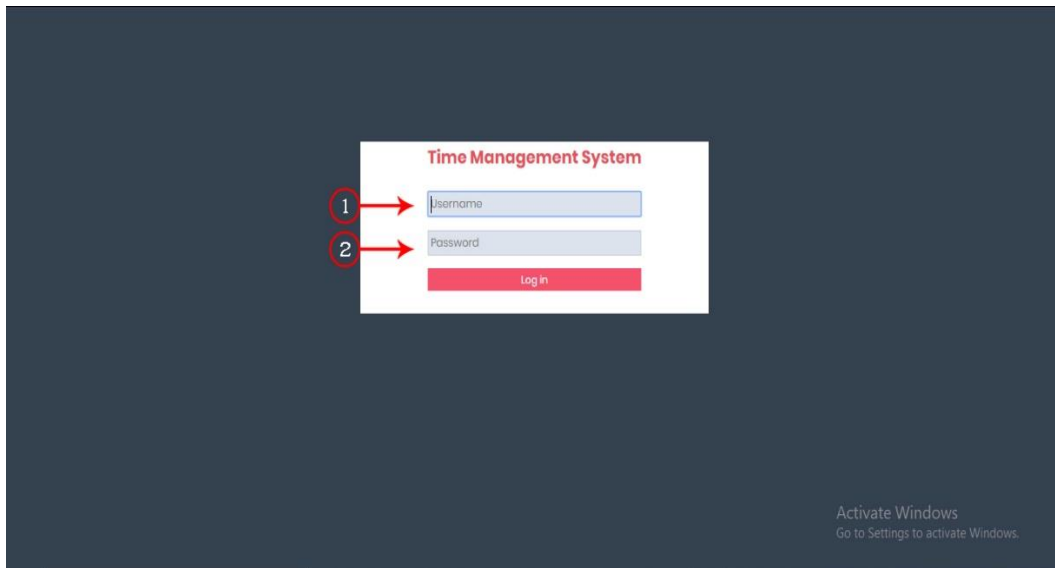 Time Management System
1
Username
2
Password
Log in
Activate Windows
Go to Settings to activate Windows.